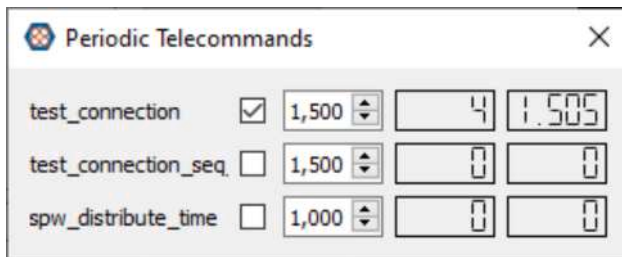 Periodic Telecommands
test_connection 1,500 4 1.505
test_connection_seq 1,500 0 0
spw_distribute_time 1,000 0 0